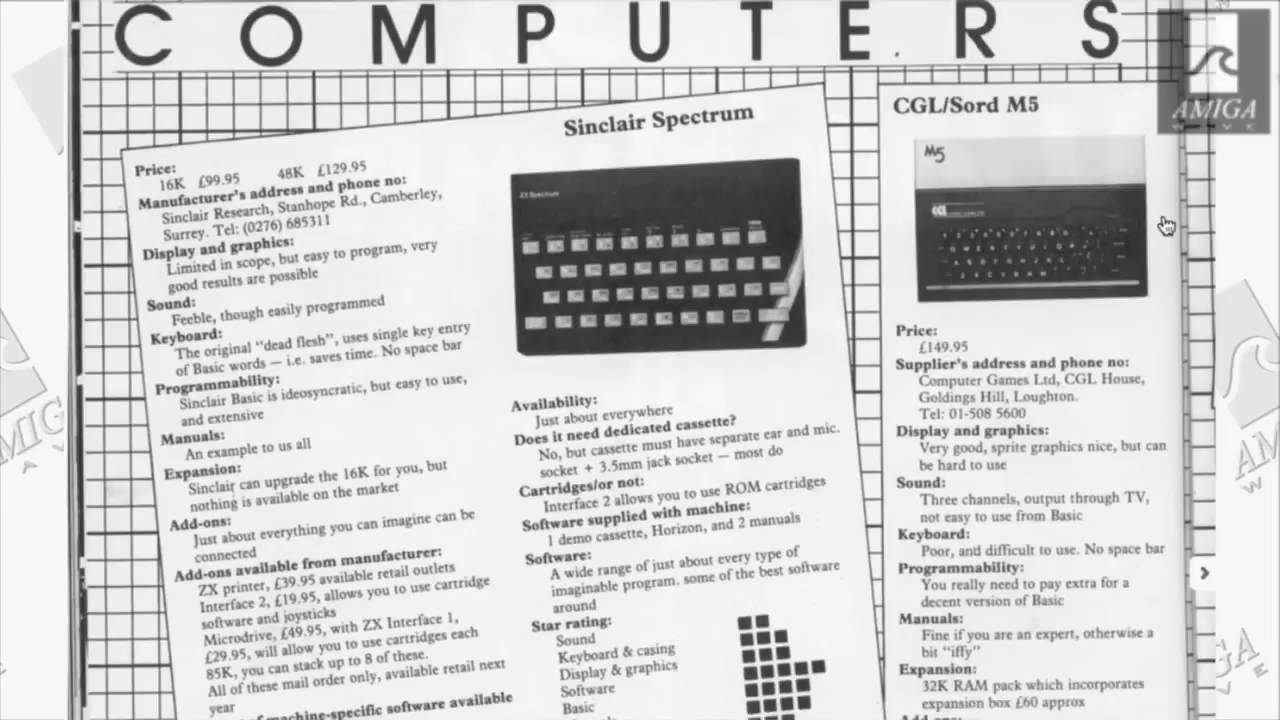 COMPUTERS
AMIGA
WAVE
Sinclair Spectrum
Price:
16K £99.95 48K £129.95
Manufacturer's address and phone no:
Sinclair Research, Stanhope Rd., Camberley,
Surrey. Tel: (0276) 685311
Display and graphics:
Limited in scope, but easy to program, very
good results are possible
Sound:
Feeble, though easily programmed
Keyboard:
The original "dead flesh", uses single key entry
of Basic words — i.e. saves time. No space bar
Programmability:
Sinclair Basic is ideosyncratic, but easy to use,
and extensive
Manuals:
An example to us all
Expansion:
Sinclair can upgrade the 16K for you, but
nothing is available on the market
Add-ons:
Just about everything you can imagine can be
connected
Add-ons available from manufacturer:
ZX printer, £39.95 available retail outlets
Interface 2, £19.95, allows you to use cartridge
software and joysticks
Microdrive, £49.95, with ZX Interface 1,
£29.95, will allow you to use cartridges each
85K, you can stack up to 8 of these.
All of these mail order only, available retail next
year
of machine-specific software available
ZX Spectrum
Availability:
Just about everywhere
Does it need dedicated cassette?
No, but cassette must have separate ear and mic.
socket + 3.5mm jack socket — most do
Cartridges/or not:
Interface 2 allows you to use ROM cartridges
Software supplied with machine:
1 demo cassette, Horizon, and 2 manuals
Software:
A wide range of just about every type of
imaginable program. some of the best software
around
Star rating:
Sound
Keyboard & casing
Display & graphics
Software
Basic
CGL/Sord M5
M5
Price:
£149.95
Supplier's address and phone no:
Computer Games Ltd, CGL House,
Goldings Hill, Loughton.
Tel: 01-508 5600
Display and graphics:
Very good, sprite graphics nice, but can
be hard to use
Sound:
Three channels, output through TV,
not easy to use from Basic
Keyboard:
Poor, and difficult to use. No space bar
Programmability:
You really need to pay extra for a
decent version of Basic
Manuals:
Fine if you are an expert, otherwise a
bit "iffy"
Expansion:
32K RAM pack which incorporates
expansion box £60 approx
Add-ons: